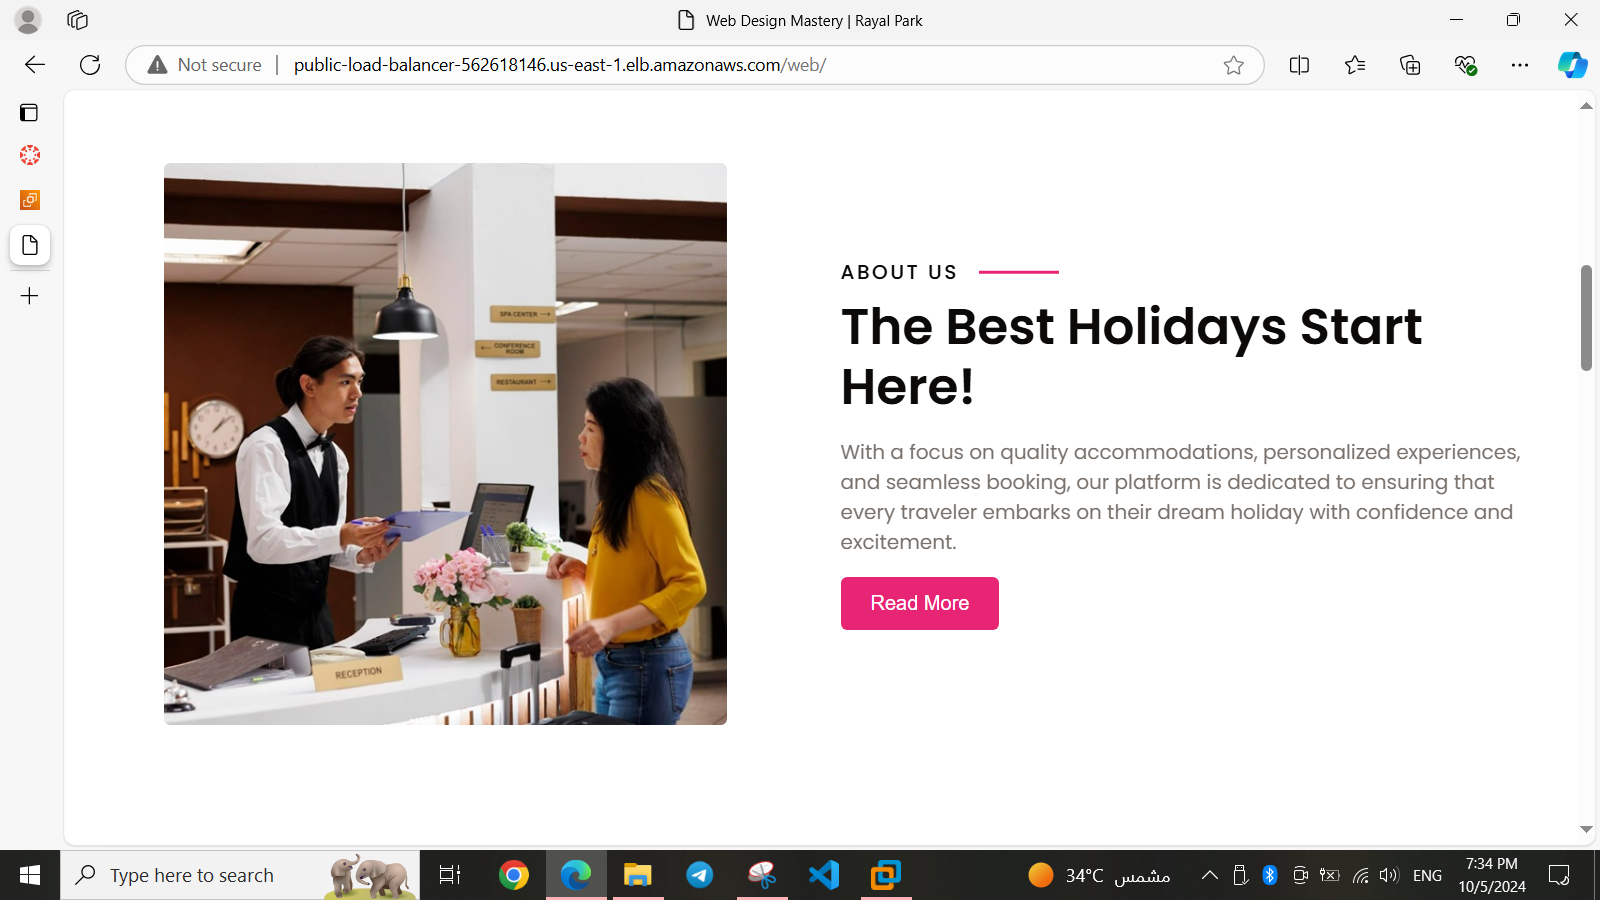 Web Design Mastery | Rayal Park
Not secure
public-load-balancer-562618146.us-east-1.elb.amazonaws.com/web/
SPA CENTER
CONFERENCE
ROOM
RESTAURANT
RECEPTION
ABOUT US
The Best Holidays Start
Here!
With a focus on quality accommodations, personalized experiences,
and seamless booking, our platform is dedicated to ensuring that
every traveler embarks on their dream holiday with confidence and
excitement.
Read More
Type here to search
34°C مشمس
ENG
7:34 PM
10/5/2024